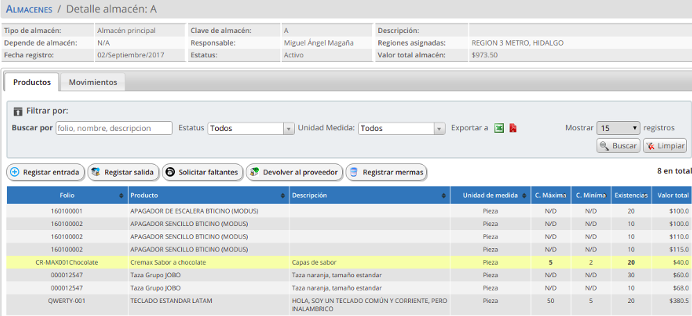 ALMACENES / Detalle almacén: A
Tipo de almacén: Almacén principal Clave de almacén: A Descripción:
Depende de almacén: N/A Responsable: Miguel Ángel Magaña Regiones asignadas: REGION 3 METRO, HIDALGO
Fecha registro: 02/Septiembre/2017 Estatus: Activo Valor total almacén: $973.50
Productos Movimientos
Filtrar por:
Buscar por folio, nombre, descripcion Estatus Todos Unidad Medida: Todos Exportar a Mostrar 15 registros
Buscar Limpiar
Registrar entrada Registar salida Solicitar faltantes Devolver al proveedor Registrar mermas 8 en total
Folio Producto Descripción Unidad de medida C. Máxima C. Mínima Existencias Valor total
160100001 APAGADOR DE ESCALERA BTICINO (MODUS) Pieza N/D N/D 20 $100.0
160100002 APAGADOR SENCILLO BTICINO (MODUS) Pieza N/D N/D 10 $100.0
160100002 APAGADOR SENCILLO BTICINO (MODUS) Pieza N/D N/D 10 $110.0
160100002 APAGADOR SENCILLO BTICINO (MODUS) Pieza N/D N/D 10 $115.0
CR-MAX001Chocolate Cremax Sabor a chocolate Capas de sabor Pieza 5 2 20 $40.0
000012547 Taza Grupo JOBO Taza naranja, tamaño estandar Pieza N/D N/D 30 $60.0
000012547 Taza Grupo JOBO Taza naranja, tamaño estandar Pieza N/D N/D 10 $68.0
QWERTY-001 TECLADO ESTANDAR LATAM HOLA, SOY UN TECLADO COMÚN Y CORRIENTE, PERO Pieza 50 5 20 $380.5
INALAMBRICO